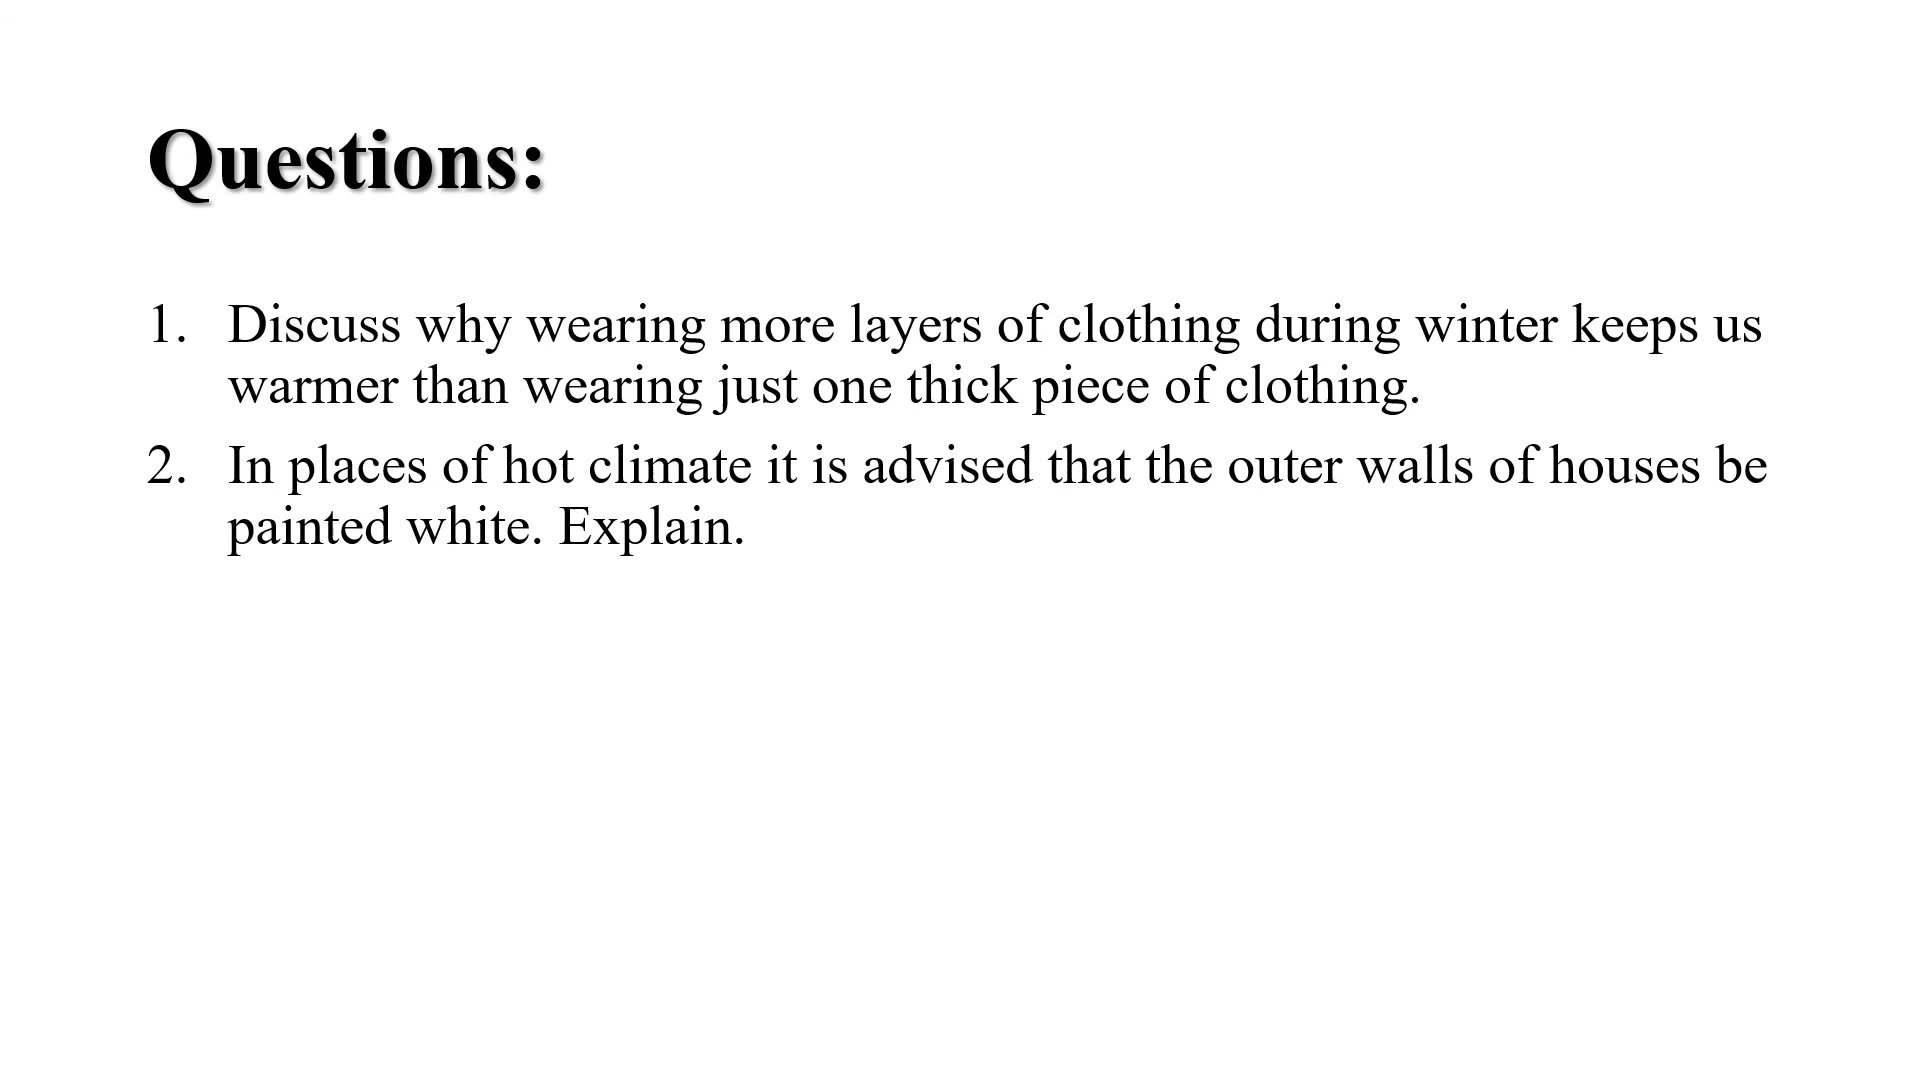 Questions:
1. Discuss why wearing more layers of clothing during winter keeps us
warmer than wearing just one thick piece of clothing.
2. In places of hot climate it is advised that the outer walls of houses be
painted white. Explain.